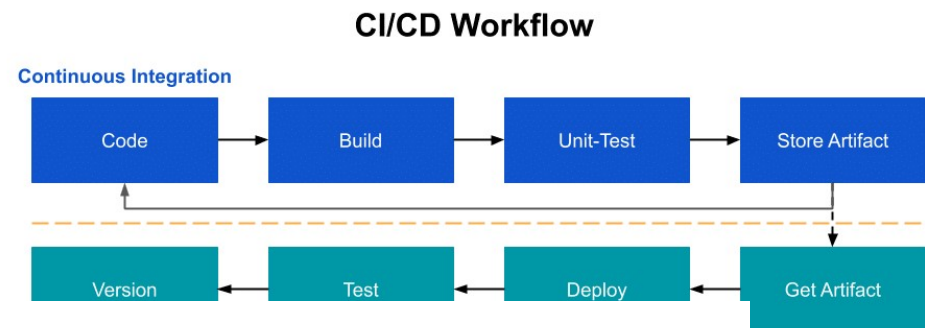 CI/CD Workflow
Continuous Integration
Code
Build
Unit-Test
Store Artifact
Version
Test
Deploy
Get Artifact